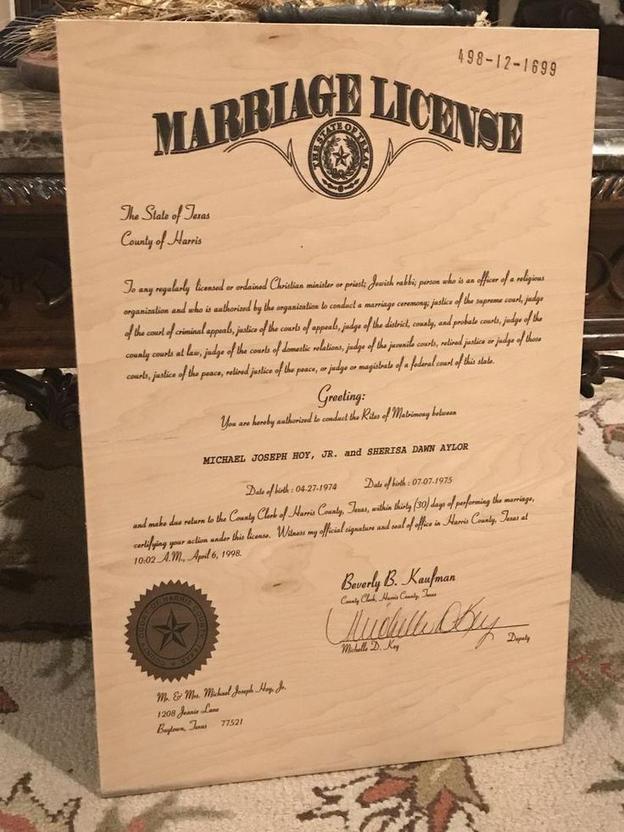 498-12-1699
MARRIAGE LICENSE
THE STATE OF TEXAS
The State of Texas
County of Harris
To any regularly licensed or ordained Christian minister or priest; Jewish rabbi; person who is an officer of a religious
organization and who is authorized by the organization to conduct a marriage ceremony; justice of the supreme court, judge
of the court of criminal appeals, justice of the courts of appeals, judge of the district, county, and probate courts, judge of the
county courts at law, judge of the courts of domestic relations, judge of the juvenile courts, retired justice or judge of those
courts, justice of the peace, retired justice of the peace, or judge or magistrate of a federal court of this state.
Greeting:
You are hereby authorized to conduct the Rites of Matrimony between
MICHAEL JOSEPH HOY, JR. and SHERISA DAWN AYLOR
Date of birth : 04-27-1974 Date of birth : 07-07-1975
and make due return to the County Clerk of Harris County, Texas, within thirty (30) days of performing the marriage,
certifying your action under this license. Witness my official signature and seal of office in Harris County, Texas at
10:02 A.M., April 6, 1998.
Beverly B. Kaufman
County Clerk, Harris County, Texas
Michelle D. Key
Michelle D. Key Deputy
Mr. & Mrs. Michael Joseph Hoy, Jr.
1208 Jeanie Lane
Baytown, Texas 77521